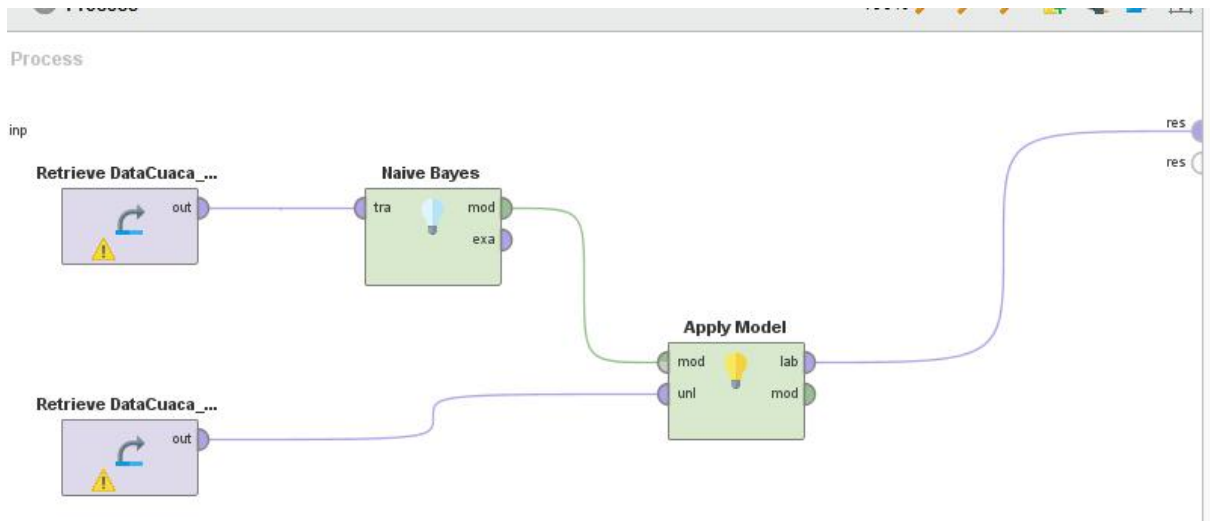 Process
inp
res
res
Retrieve DataCuaca_...
out
Naive Bayes
tra
mod
exa
Apply Model
mod
lab
unl
mod
Retrieve DataCuaca_...
out